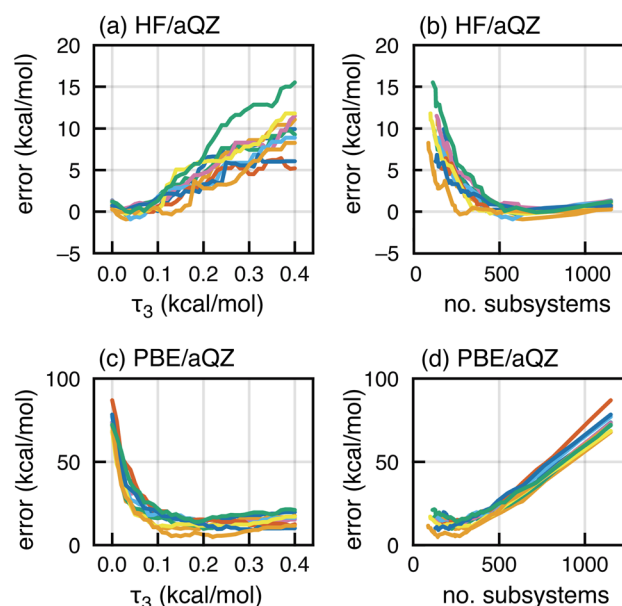 (a) HF/aQZ
(b) HF/aQZ
error (kcal/mol)
20
15
10
5
0
−5
0.0 0.1 0.2 0.3 0.4
τ3 (kcal/mol)
error (kcal/mol)
20
15
10
5
0
−5
500 1000
no. subsystems
(c) PBE/aQZ
(d) PBE/aQZ
error (kcal/mol)
100
50
0
0.0 0.1 0.2 0.3 0.4
τ3 (kcal/mol)
error (kcal/mol)
100
50
0
0 500 1000
no. subsystems